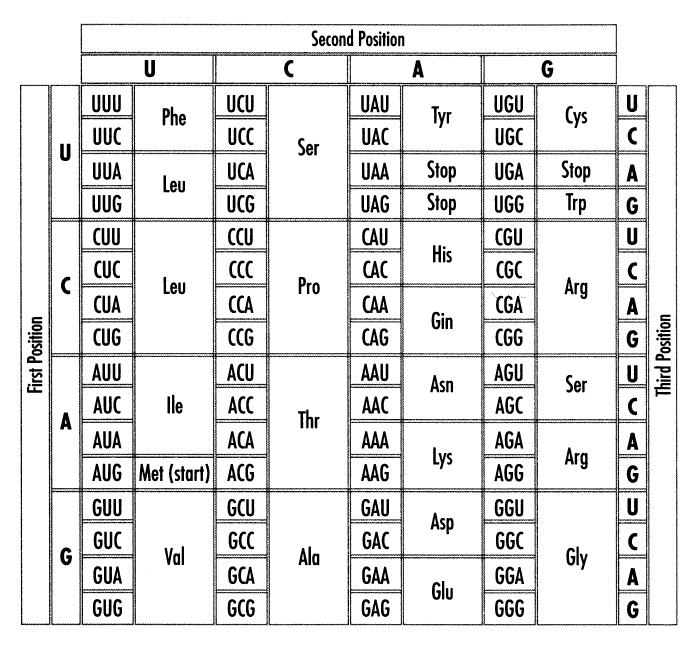 Second Position
U C A G
First Position
Third Position
U
UUU Phe UCU Ser UAU Tyr UGU Cys U
UUC UCC UAC UGC C
UUA Leu UCA UAA Stop UGA Stop A
UUG UCG UAG Stop UGG Trp G
C
CUU Leu CCU Pro CAU His CGU Arg U
CUC CCC CAC CGC C
CUA CCA CAA Gin CGA A
CUG CCG CAG CGG G
A
AUU Ile ACU Thr AAU Asn AGU Ser U
AUC ACC AAC AGC C
AUA ACA AAA Lys AGA Arg A
AUG Met (start) ACG AAG AGG G
G
GUU Val GCU Ala GAU Asp GGU Gly U
GUC GCC GAC GGC C
GUA GCA GAA Glu GGA A
GUG GCG GAG GGG G